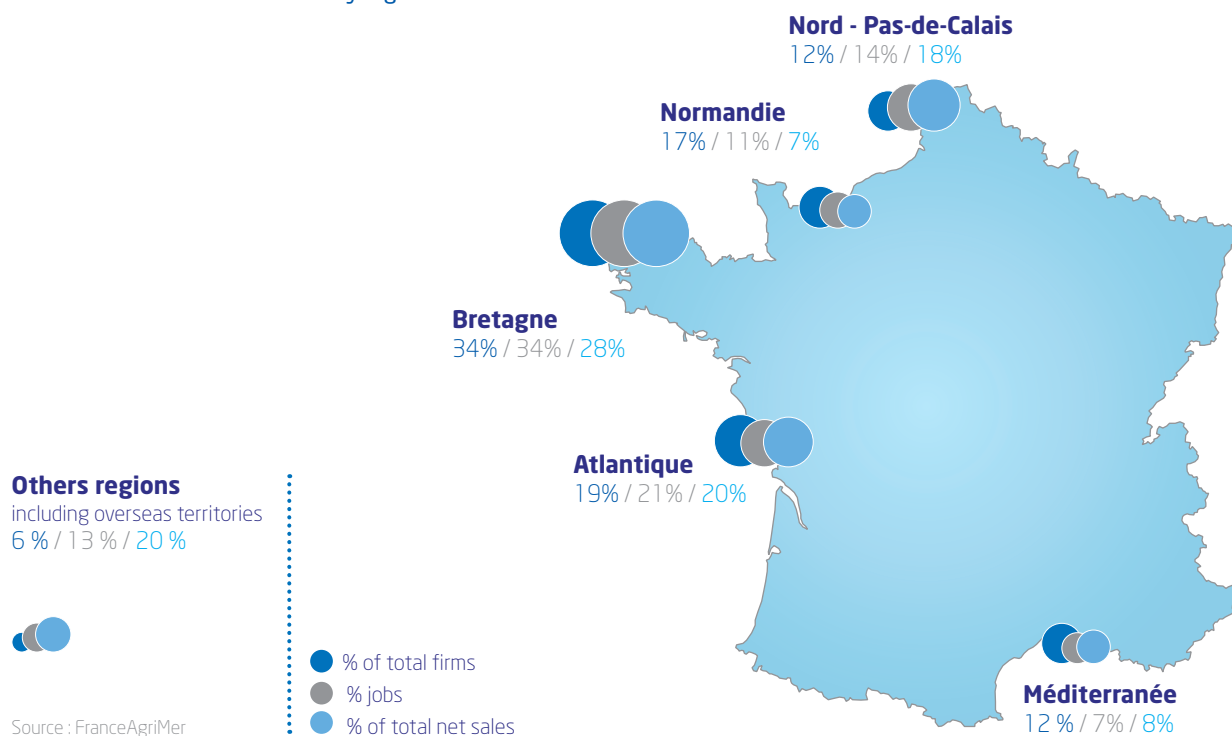 Nord - Pas-de-Calais
12% / 14% / 18%
Normandie
17% / 11% / 7%
Bretagne
34% / 34% / 28%
Atlantique
19% / 21% / 20%
Others regions
including overseas territories
6 % / 13 % / 20 %
% of total firms
% jobs
% of total net sales
Méditerranée
12 % / 7% / 8%
Source : FranceAgriMer